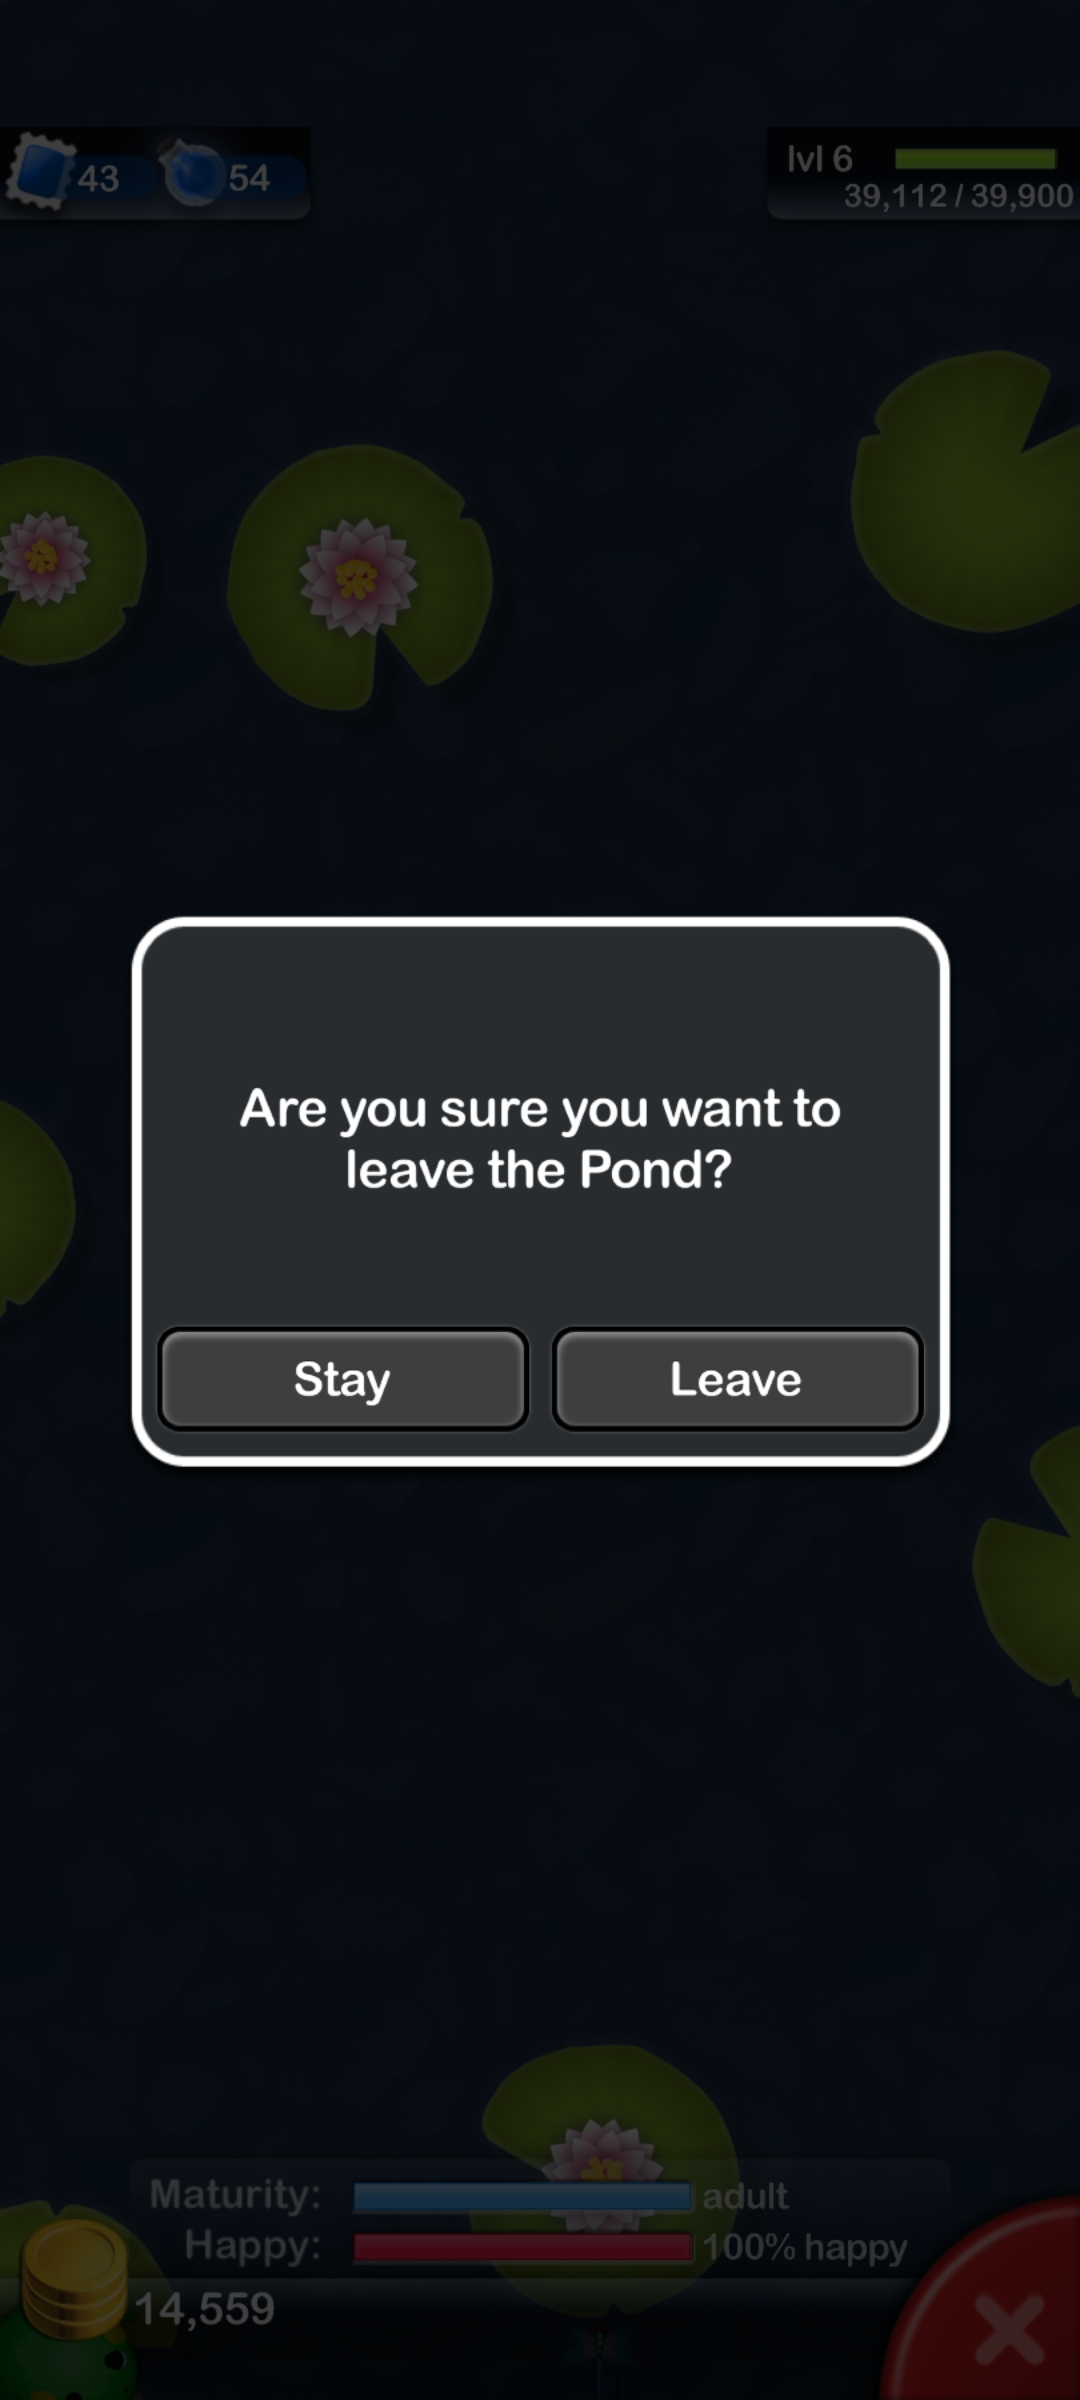 43 54
lvl 6
39,112 / 39,900
Are you sure you want to
leave the Pond?
Stay Leave
Maturity: adult
Happy: 100% happy
14,559